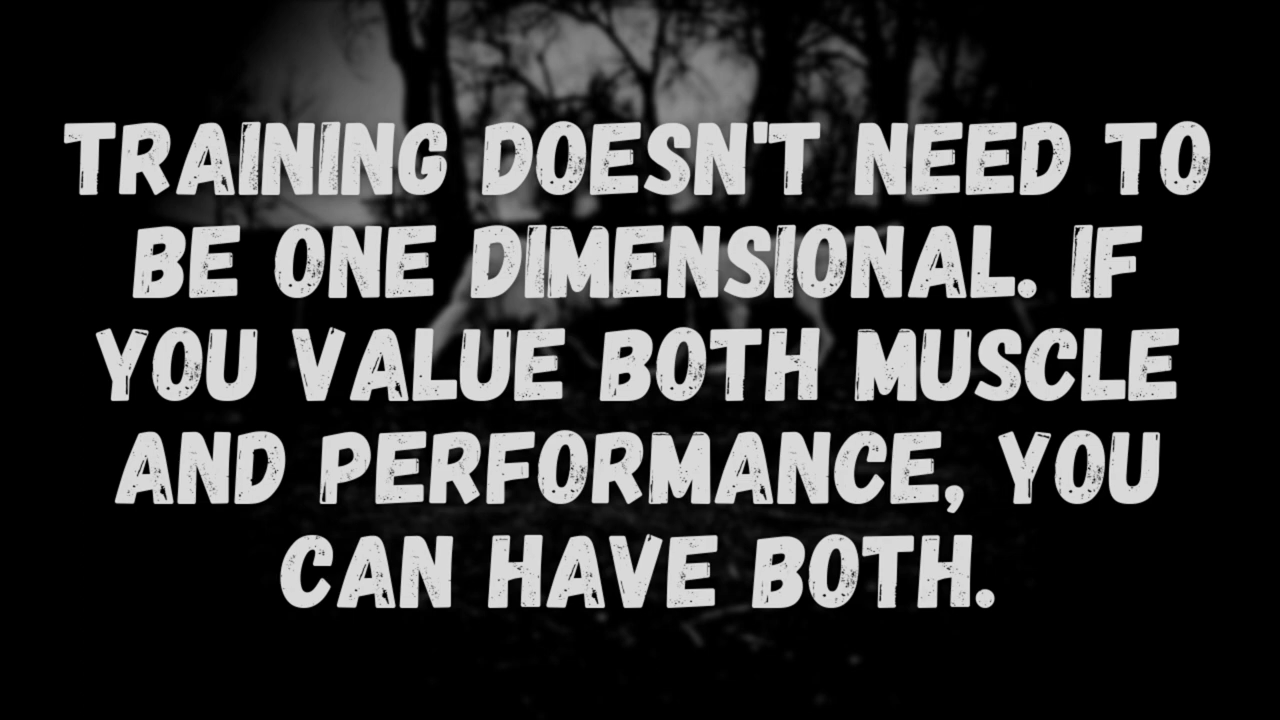 TRAINING DOESN'T NEED TO
BE ONE DIMENSIONAL. IF
YOU VALUE BOTH MUSCLE
AND PERFORMANCE, YOU
CAN HAVE BOTH.